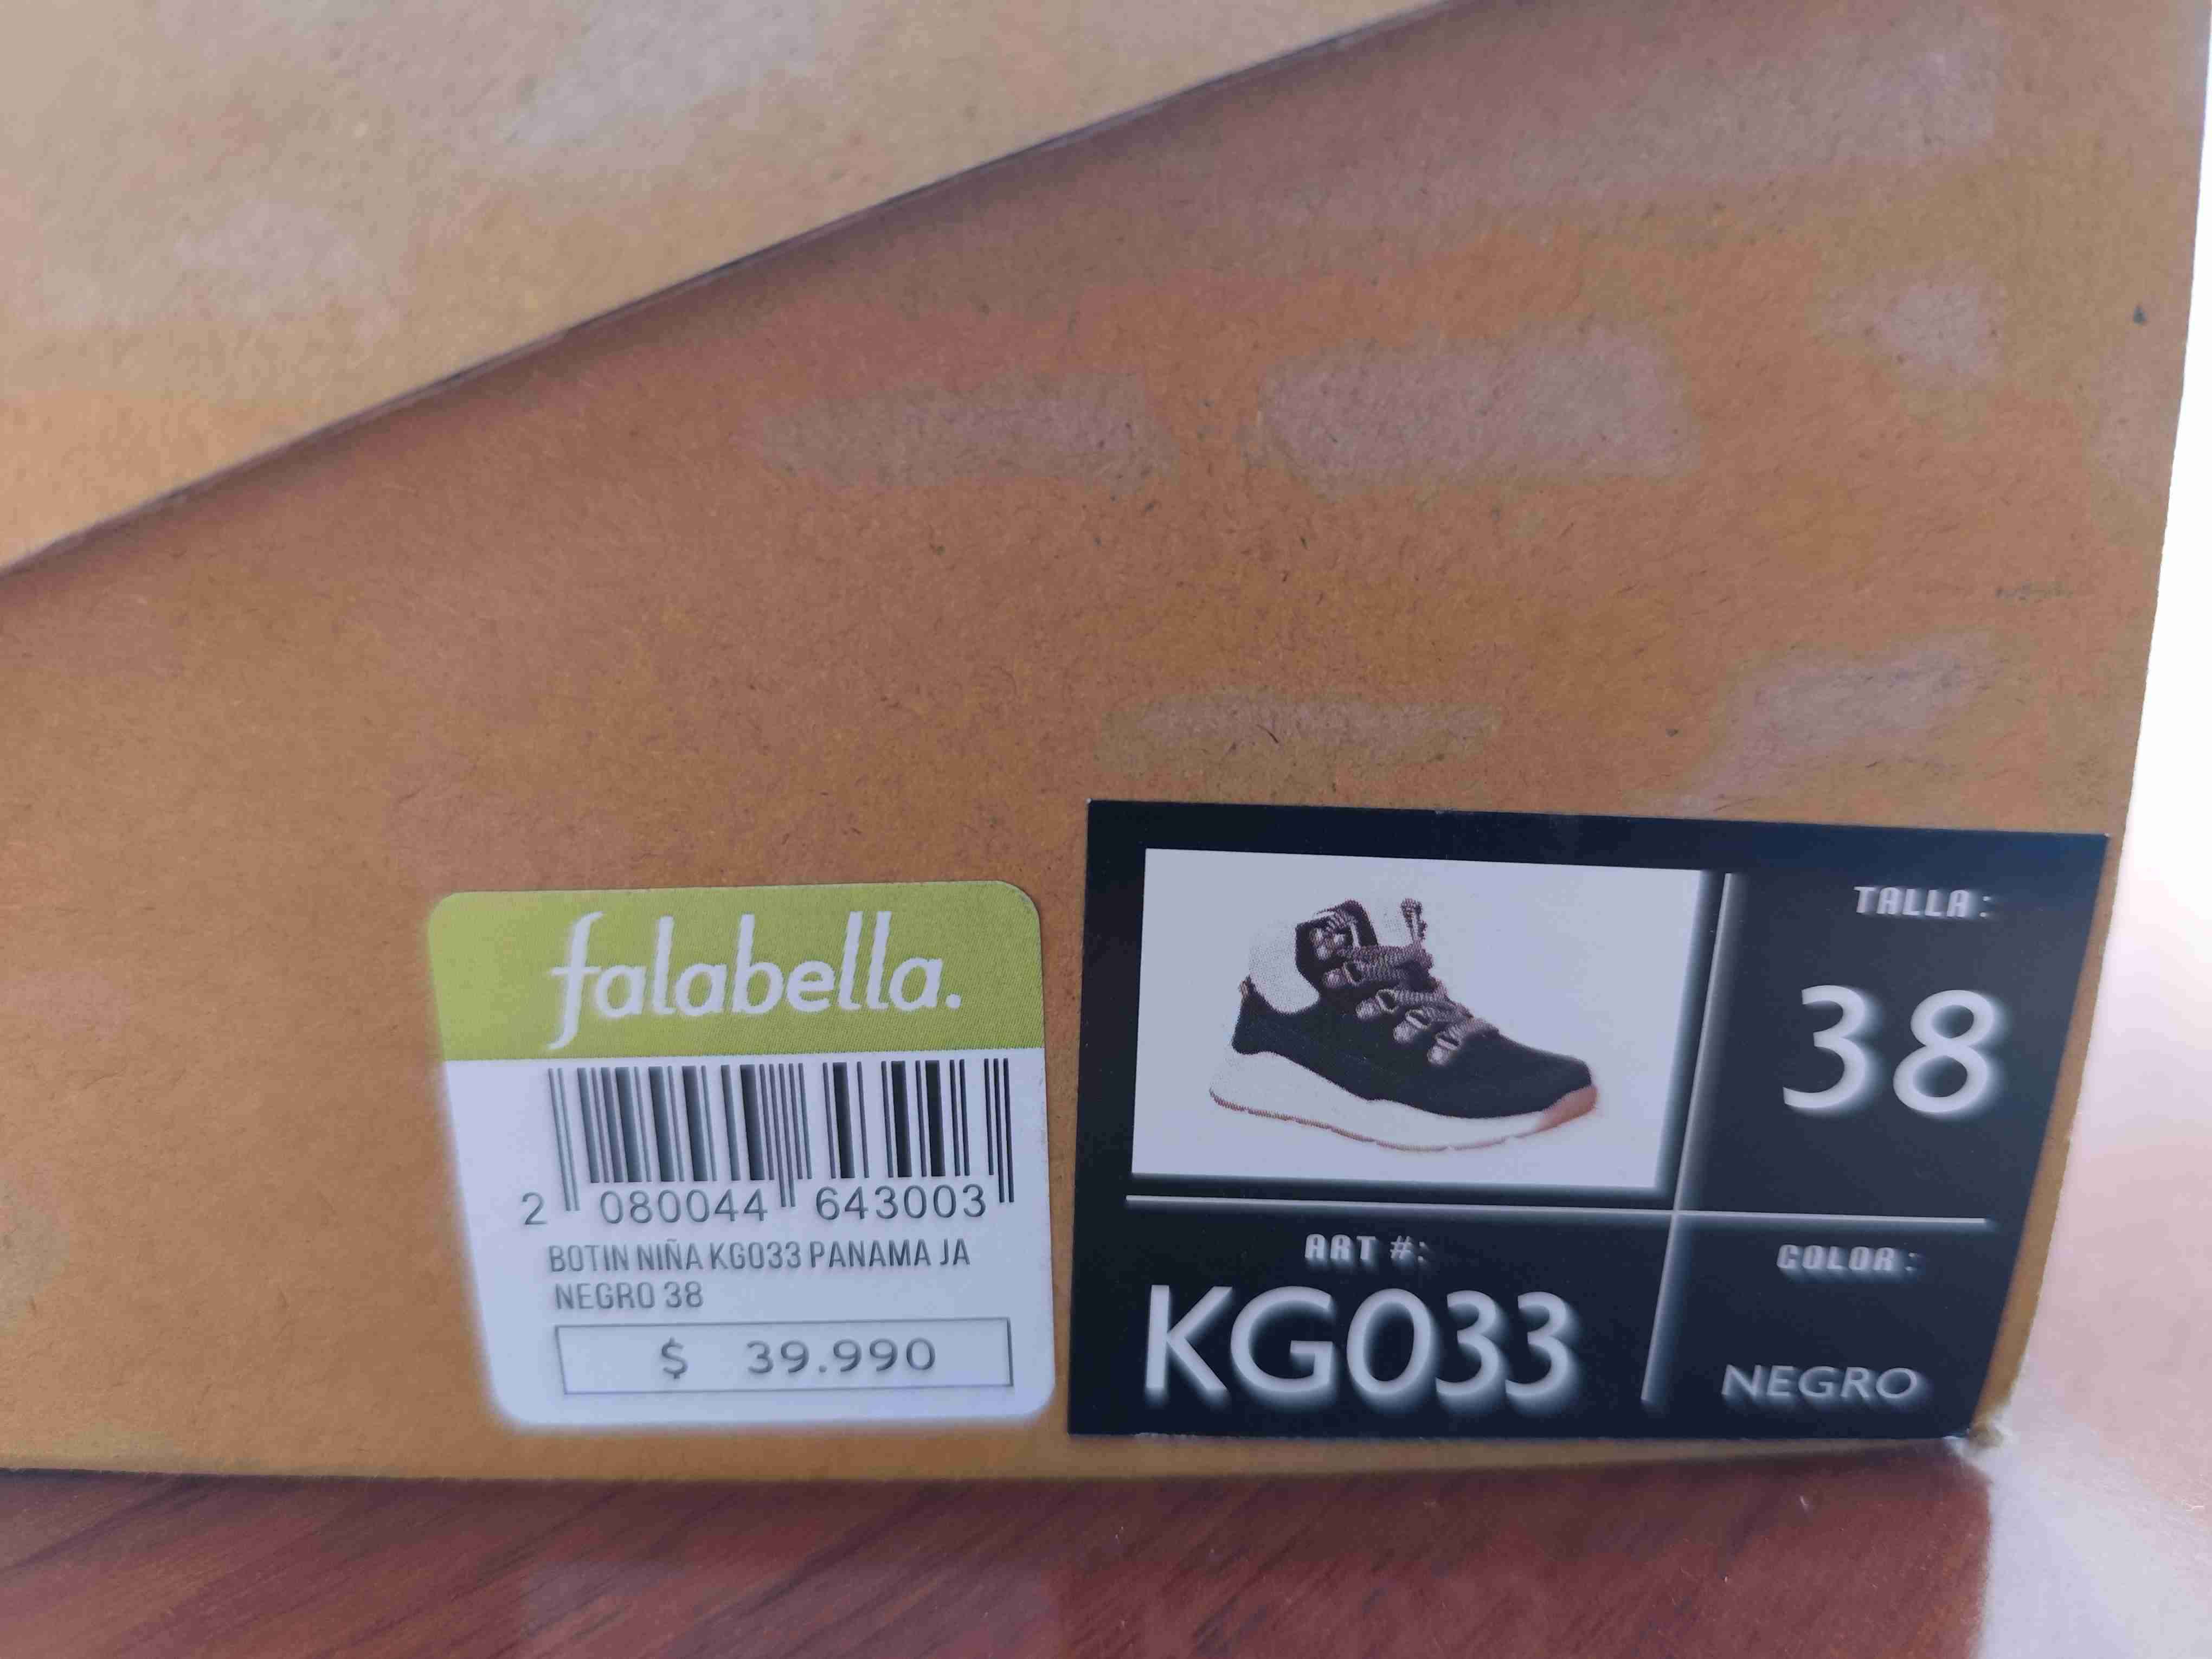 falabella.
2 080044 643003
BOTIN NIÑA KG033 PANAMA JA
NEGRO 38
$ 39.990
TALLA:
38
ART #:
KG033
COLOR:
NEGRO